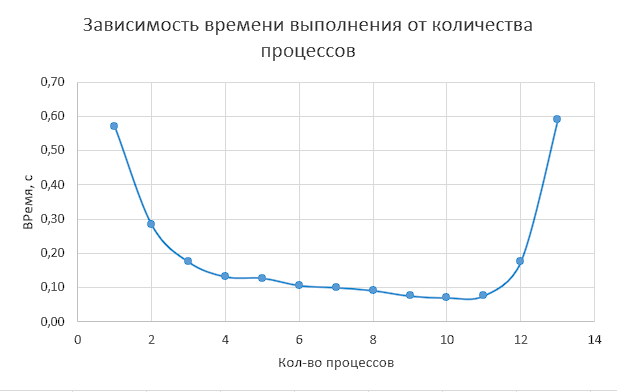 Зависимость времени выполнения от количества
процессов
0,70
0,60
0,50
0,40
0,30
0,20
0,10
0,00
ВРемя, с
0 2 4 6 8 10 12 14
Кол-во процессов